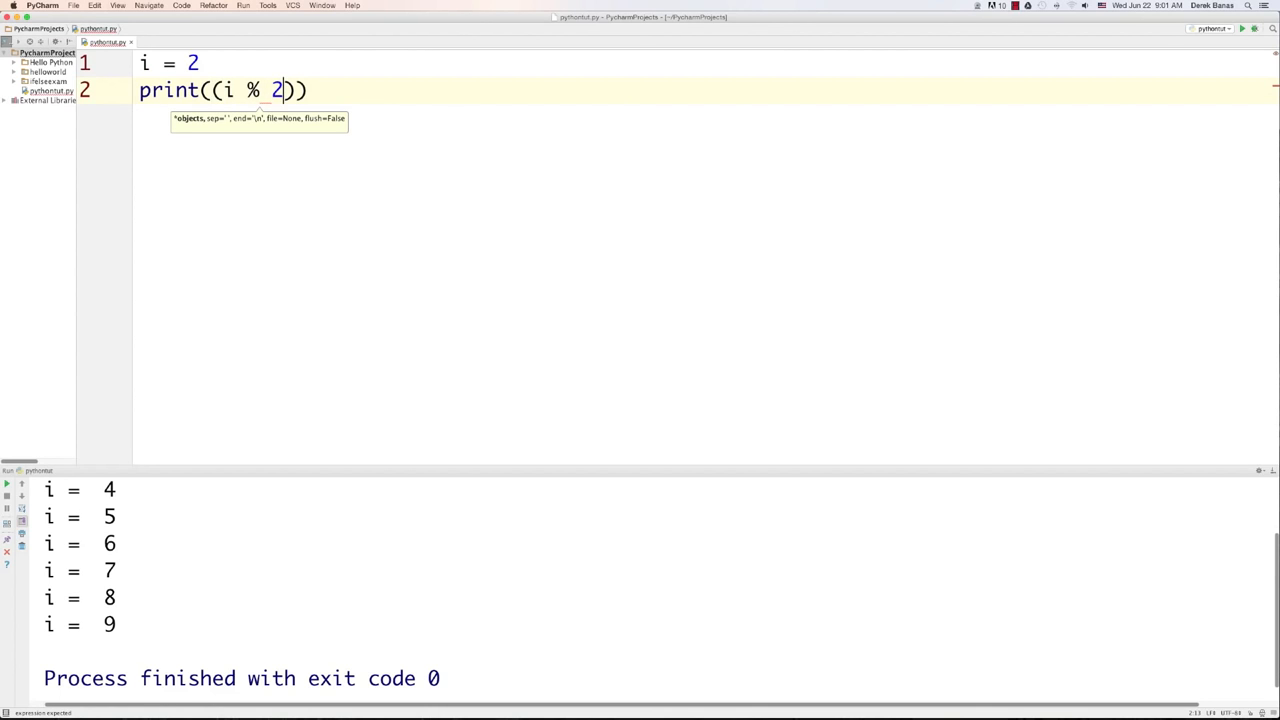 PyCharm File Edit View Navigate Code Refactor Run Tools VCS Window Help 10 Wed Jun 22 9:01 AM Derek Banas
pythontut.py - PycharmProjects - [~/PycharmProjects]
PycharmProjects pythontut.py pythontut
pythontut.py
PycharmProject
Hello Python
helloworld
ifelseexam
pythontut.py
External Librarie
1 i = 2
2 print((i % 2))
*objects, sep=' ', end='\n', file=None, flush=False
Run pythontut
i = 4
i = 5
i = 6
i = 7
i = 8
i = 9
Process finished with exit code 0
expression expected 2:13 LF UTF-8